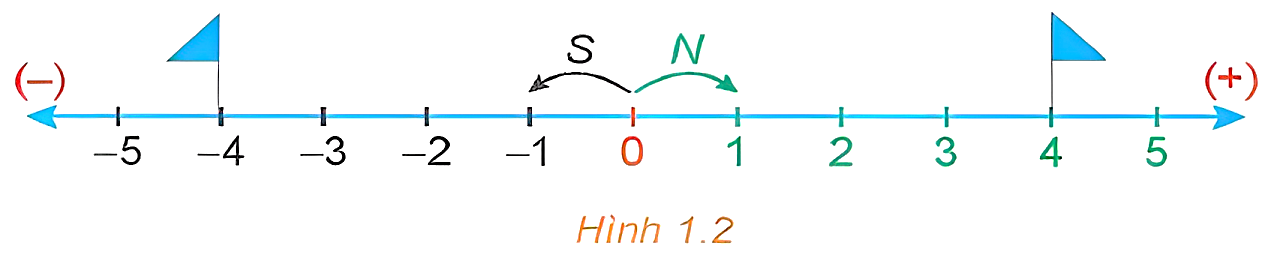 S N
(–) (+)
–5 –4 –3 –2 –1 0 1 2 3 4 5
Hình 1.2